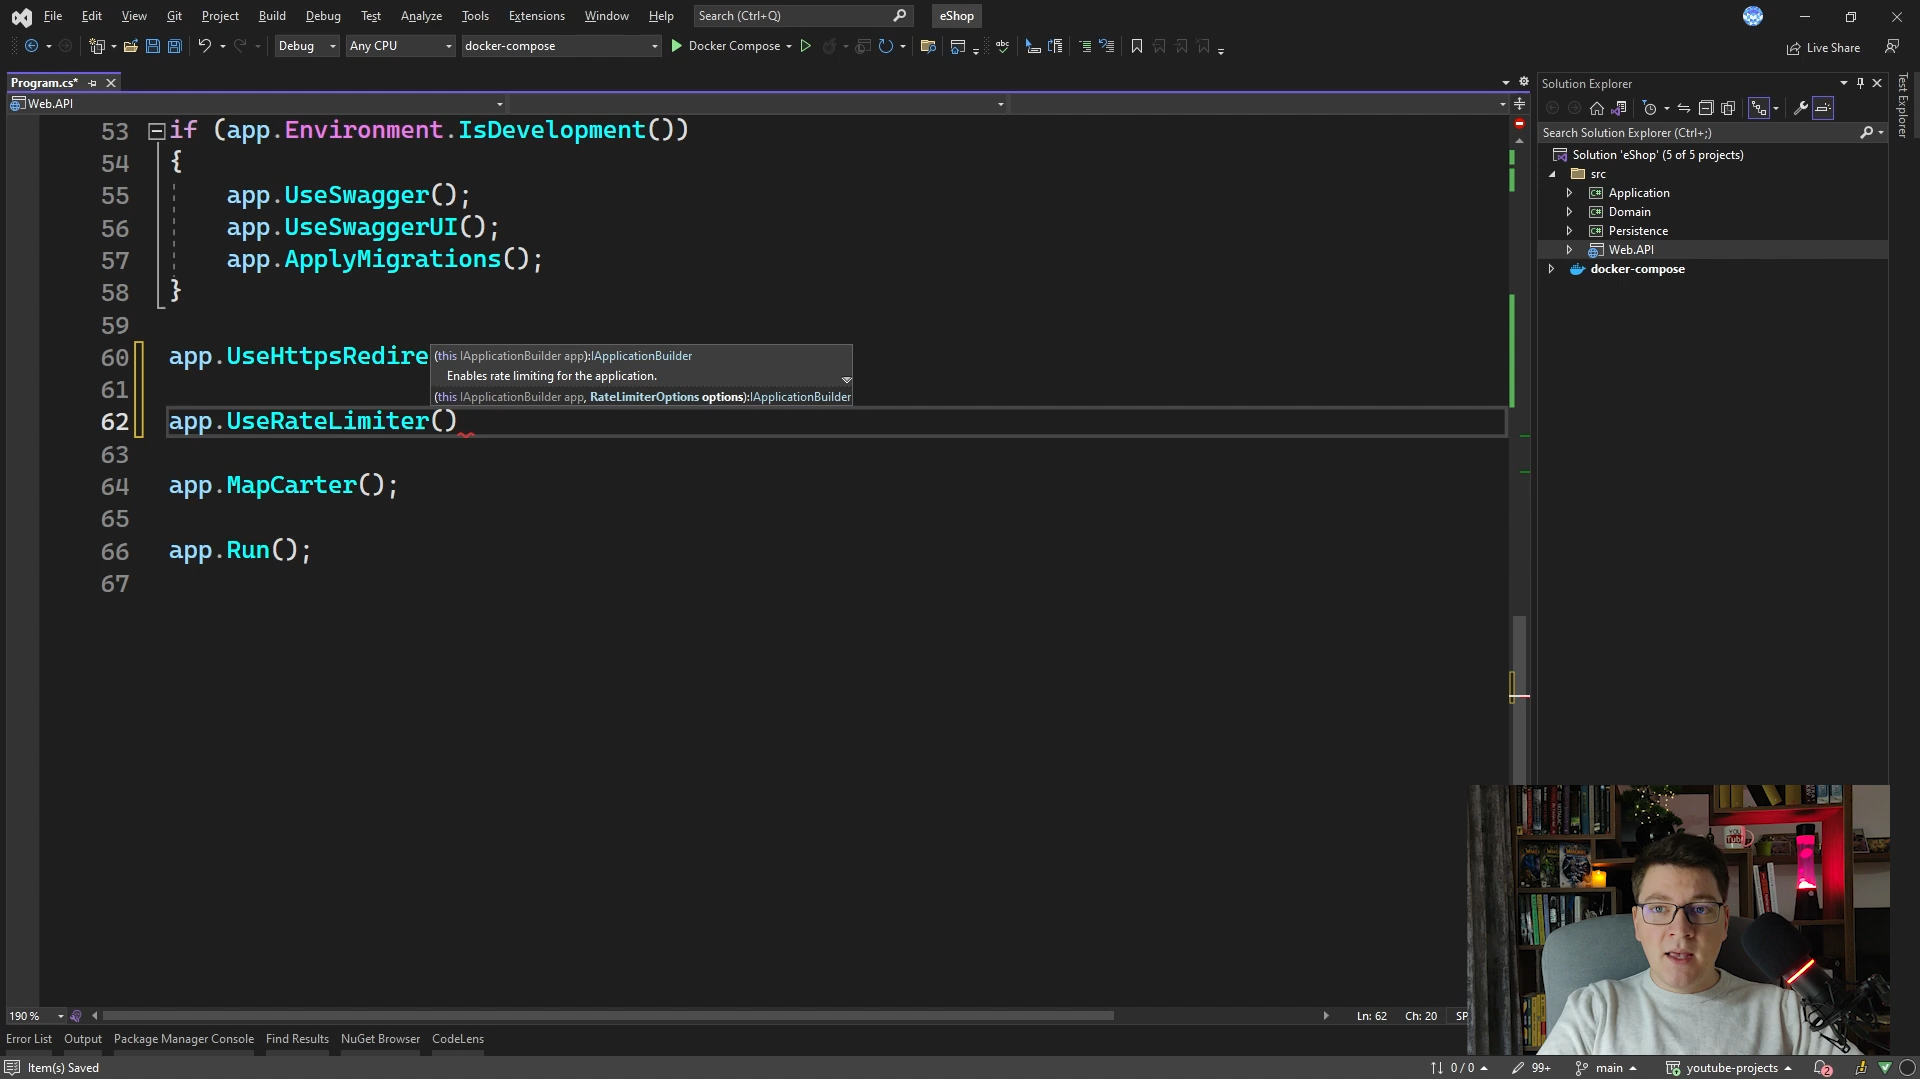 File Edit View Git Project Build Debug Test Analyze Tools Extensions Window Help Search (Ctrl+Q) eShop
Debug Any CPU docker-compose Docker Compose Live Share
Program.cs*
Web.API
53 if (app.Environment.IsDevelopment())
54 {
55 app.UseSwagger();
56 app.UseSwaggerUI();
57 app.ApplyMigrations();
58 }
59
60 app.UseHttpsRedire
(this IApplicationBuilder app):IApplicationBuilder
Enables rate limiting for the application.
(this IApplicationBuilder app, RateLimiterOptions options):IApplicationBuilder
61
62 app.UseRateLimiter()
63
64 app.MapCarter();
65
66 app.Run();
67
Solution Explorer
Search Solution Explorer (Ctrl+;)
Solution 'eShop' (5 of 5 projects)
src
C# Application
C# Domain
C# Persistence
Web.API
docker-compose
Test Explorer
190 % Ln: 62 Ch: 20 SP
Error List Output Package Manager Console Find Results NuGet Browser CodeLens
Item(s) Saved 0 / 0 99+ main youtube-projects 2